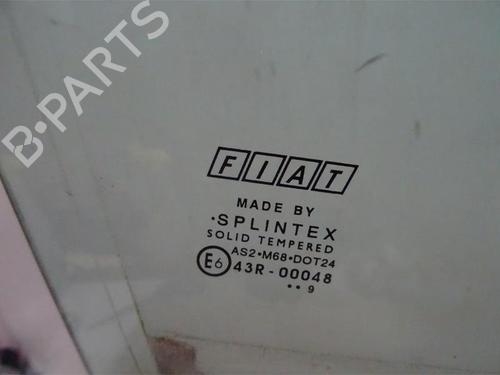 B-PARTS
FIAT
MADE BY
·SPLINTEX
SOLID TEMPERED
AS2·M68·DOT24
E6 43R-00048
·· 9